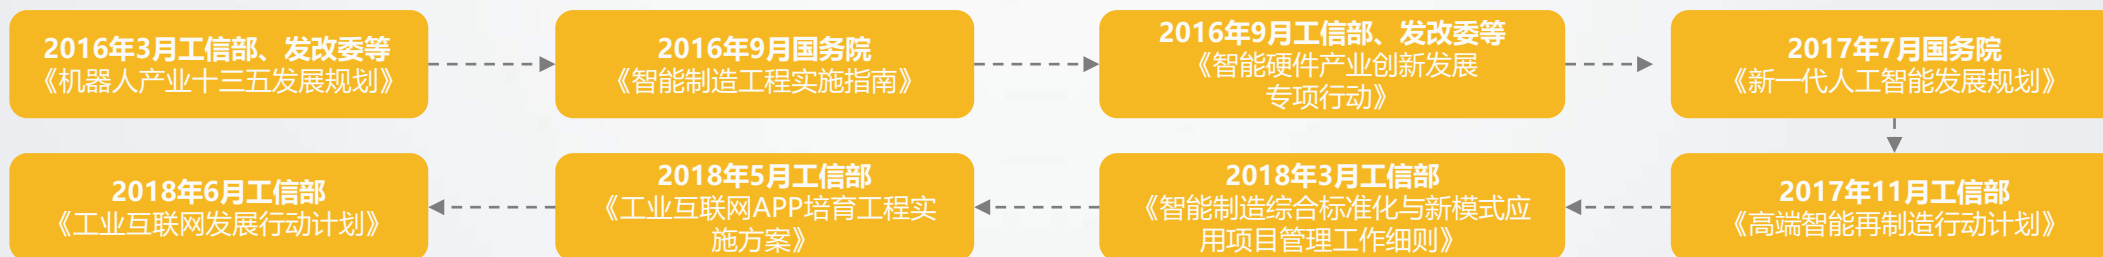 2016年3月工信部、发改委等
《机器人产业十三五发展规划》
2016年9月国务院
《智能制造工程实施指南》
2016年9月工信部、发改委等
《智能硬件产业创新发展
专项行动》
2017年7月国务院
《新一代人工智能发展规划》
2017年11月工信部
《高端智能再制造行动计划》
2018年3月工信部
《智能制造综合标准化与新模式应
用项目管理工作细则》
2018年5月工信部
《工业互联网APP培育工程实
施方案》
2018年6月工信部
《工业互联网发展行动计划》